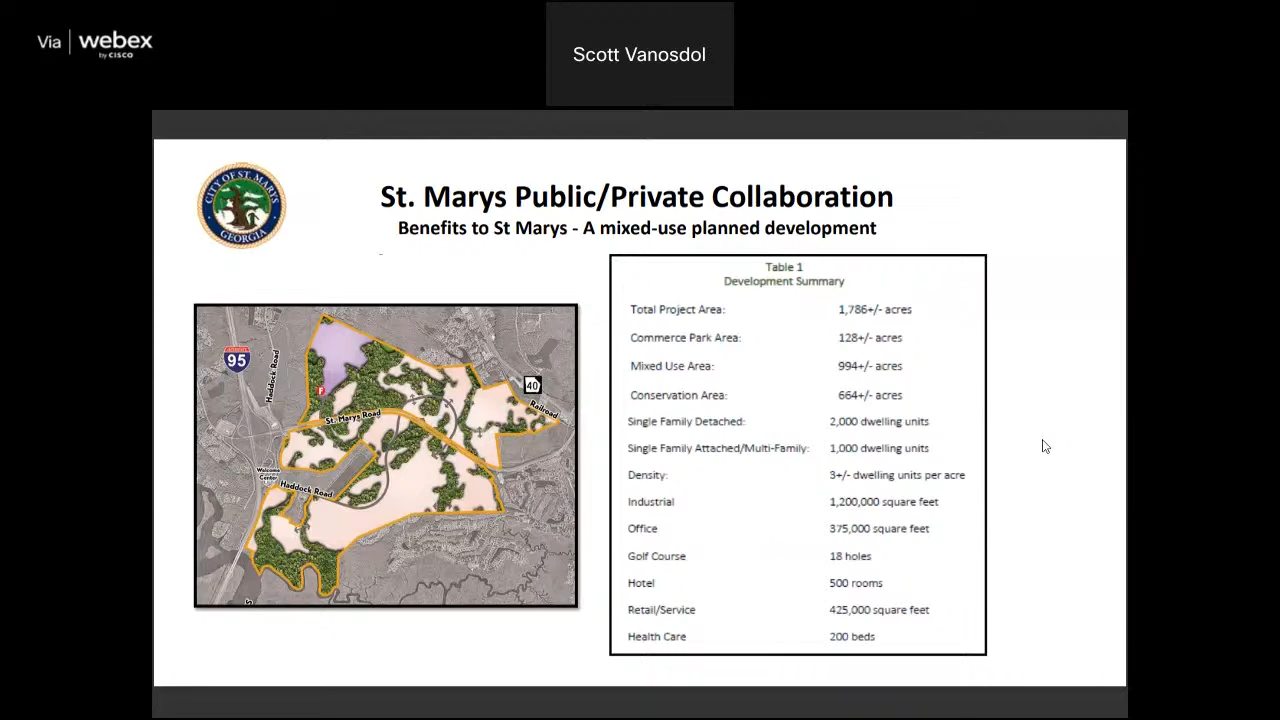 Via webex
by CISCO
Scott Vanosdol
CITY OF ST. MARYS
GEORGIA
St. Marys Public/Private Collaboration
Benefits to St Marys - A mixed-use planned development
95
Haddock Road
40
Railroad
St. Marys Road
Welcome
Center
Haddock Road
Table 1
Development Summary
Total Project Area: 1,786+/- acres
Commerce Park Area: 128+/- acres
Mixed Use Area: 994+/- acres
Conservation Area: 664+/- acres
Single Family Detached: 2,000 dwelling units
Single Family Attached/Multi-Family: 1,000 dwelling units
Density: 3+/- dwelling units per acre
Industrial 1,200,000 square feet
Office 375,000 square feet
Golf Course 18 holes
Hotel 500 rooms
Retail/Service 425,000 square feet
Health Care 200 beds